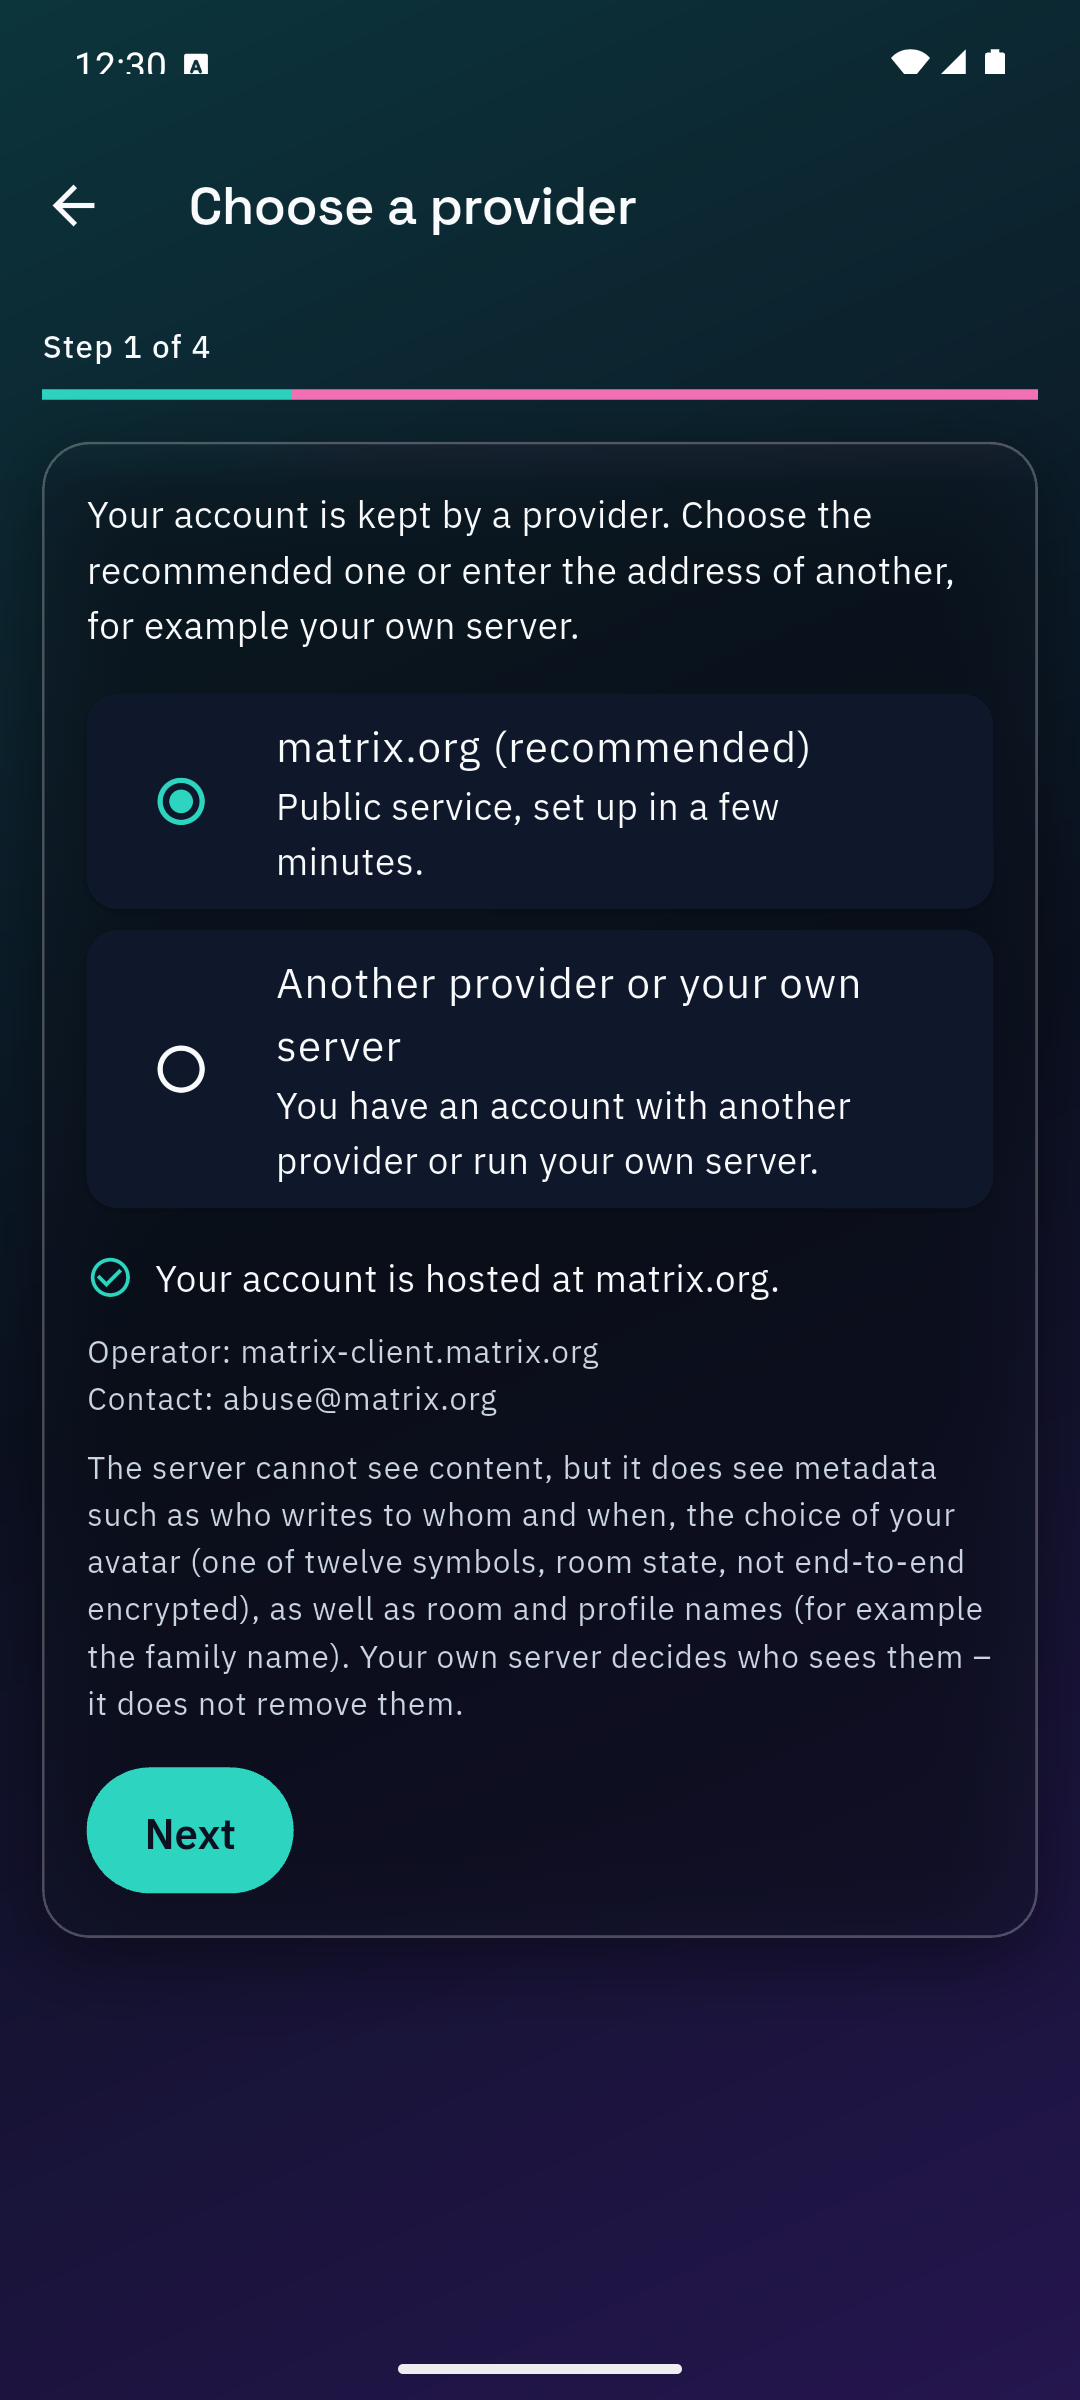 12:30
Choose a provider
Step 1 of 4
Your account is kept by a provider. Choose the
recommended one or enter the address of another,
for example your own server.
matrix.org (recommended)
Public service, set up in a few
minutes.
Another provider or your own
server
You have an account with another
provider or run your own server.
Your account is hosted at matrix.org.
Operator: matrix-client.matrix.org
Contact: abuse@matrix.org
The server cannot see content, but it does see metadata
such as who writes to whom and when, the choice of your
avatar (one of twelve symbols, room state, not end-to-end
encrypted), as well as room and profile names (for example
the family name). Your own server decides who sees them –
it does not remove them.
Next